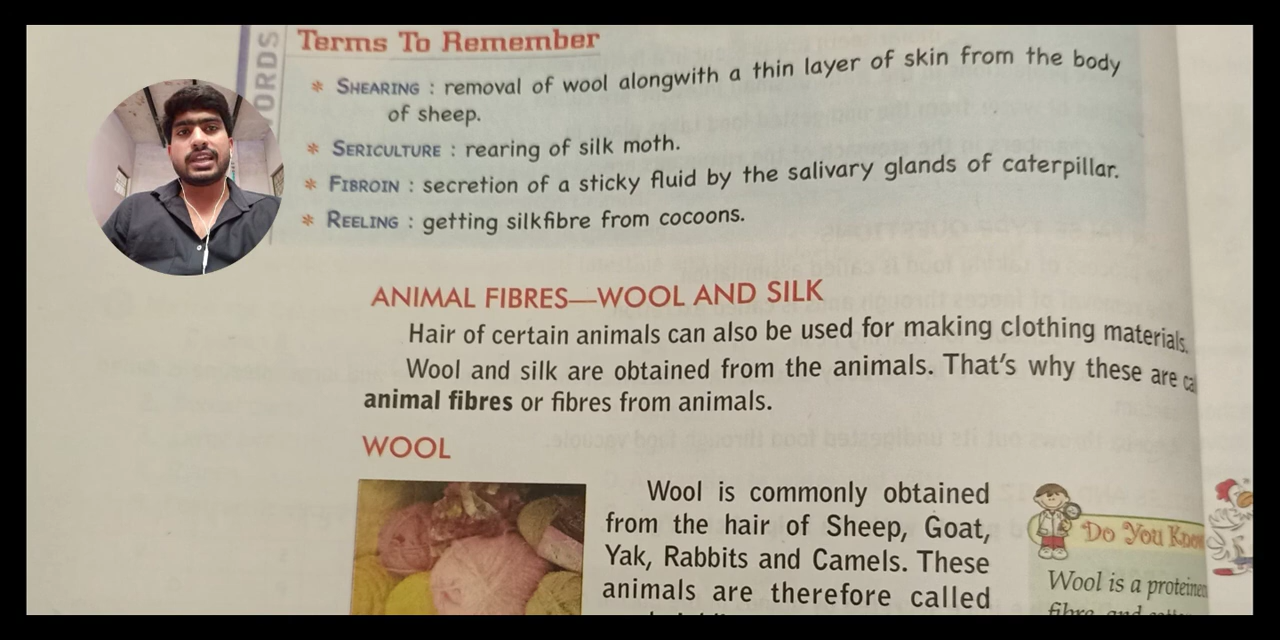 WORDS
Terms To Remember
* SHEARING : removal of wool alongwith a thin layer of skin from the body
of sheep.
* SERICULTURE : rearing of silk moth.
* FIBROIN : secretion of a sticky fluid by the salivary glands of caterpillar.
* REELING : getting silkfibre from cocoons.
ANIMAL FIBRES—WOOL AND SILK
Hair of certain animals can also be used for making clothing materials.
Wool and silk are obtained from the animals. That's why these are
animal fibres or fibres from animals.
WOOL
Wool is commonly obtained
from the hair of Sheep, Goat,
Yak, Rabbits and Camels. These
animals are therefore called
Do You Know
Wool is a
fibre and